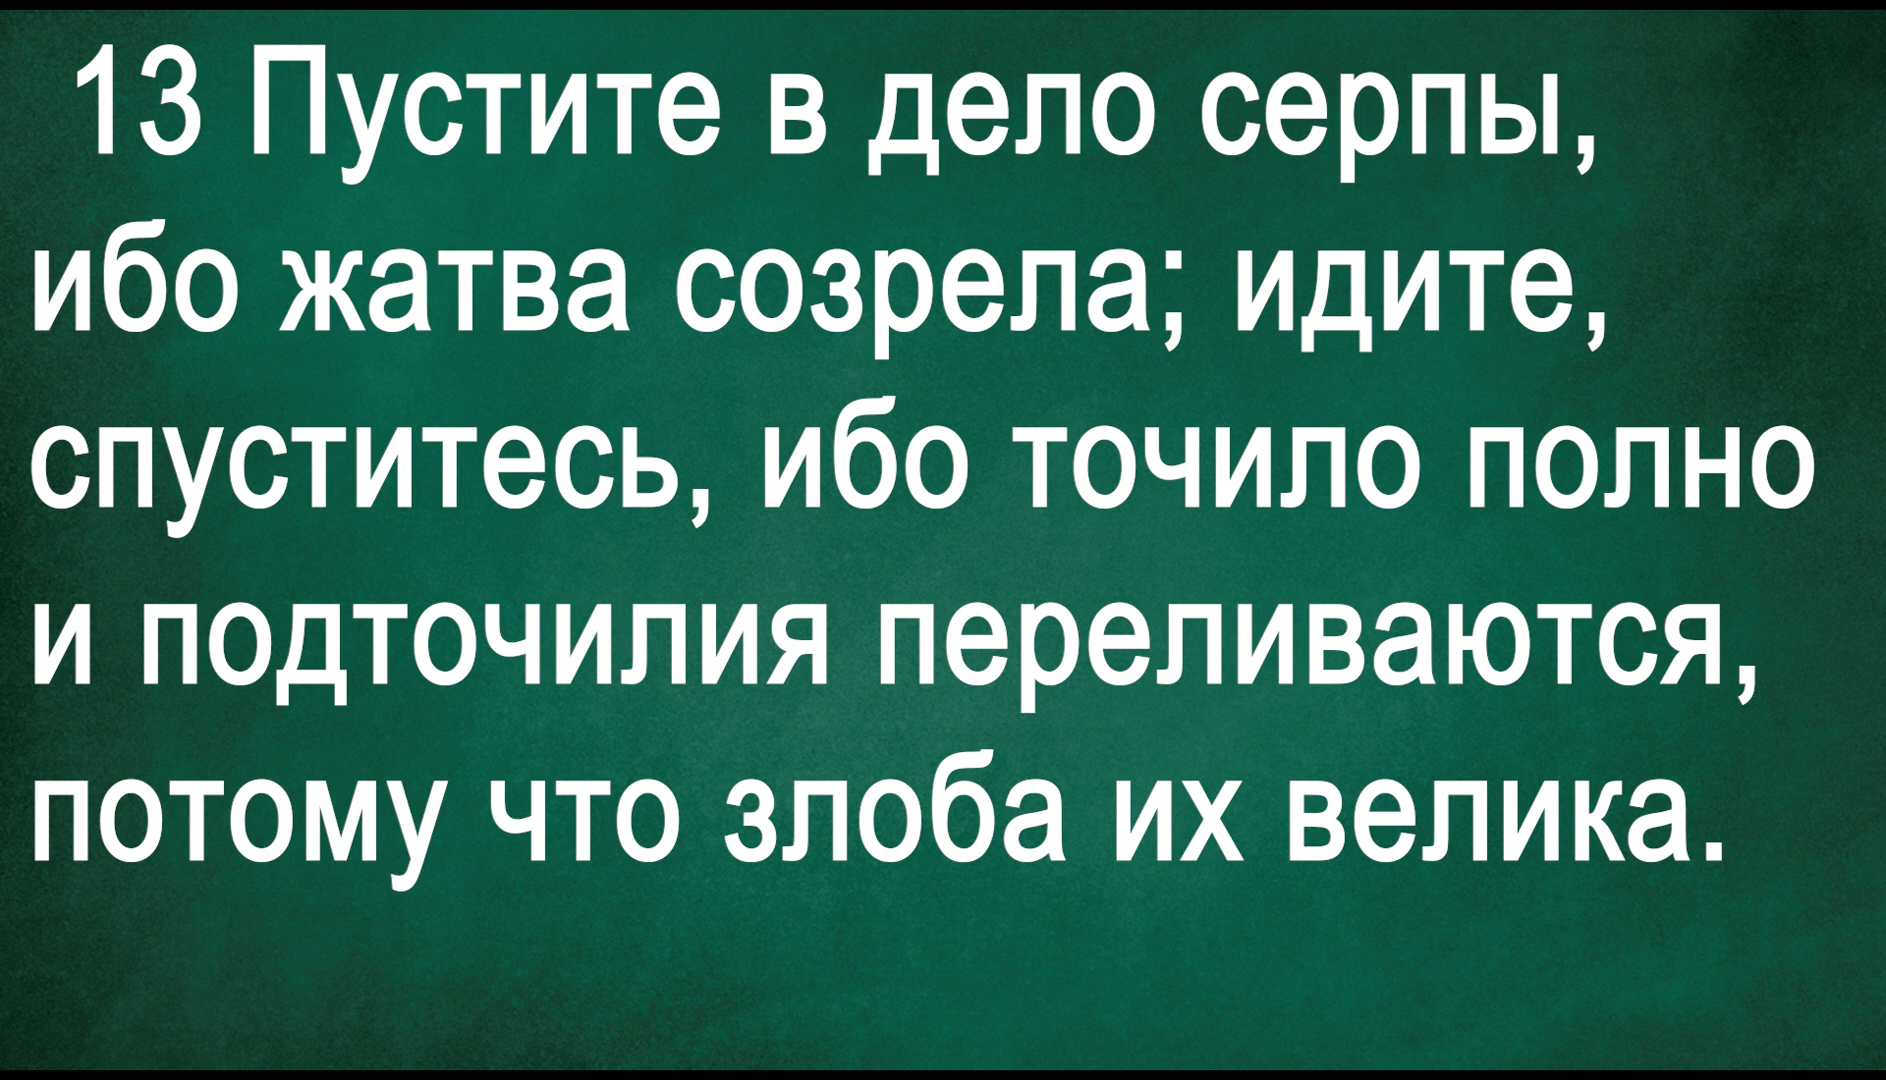 13 Пустите в дело серпы,
ибо жатва созрела; идите,
спуститесь, ибо точило полно
и подточилия переливаются,
потому что злоба их велика.